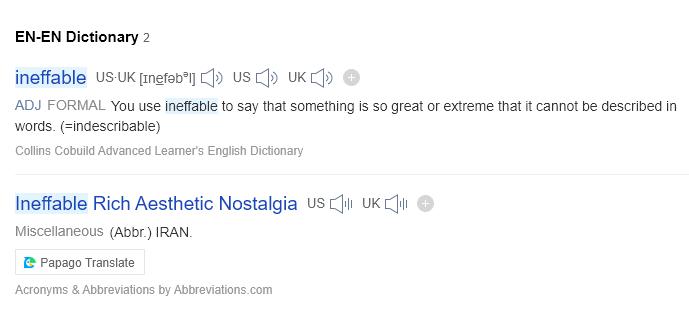 EN-EN Dictionary 2
ineffable US·UK [ɪnefəbᵊl] US UK
ADJ FORMAL You use ineffable to say that something is so great or extreme that it cannot be described in
words. (=indescribable)
Collins Cobuild Advanced Learner's English Dictionary
Ineffable Rich Aesthetic Nostalgia US UK
Miscellaneous (Abbr.) IRAN.
Papago Translate
Acronyms & Abbreviations by Abbreviations.com